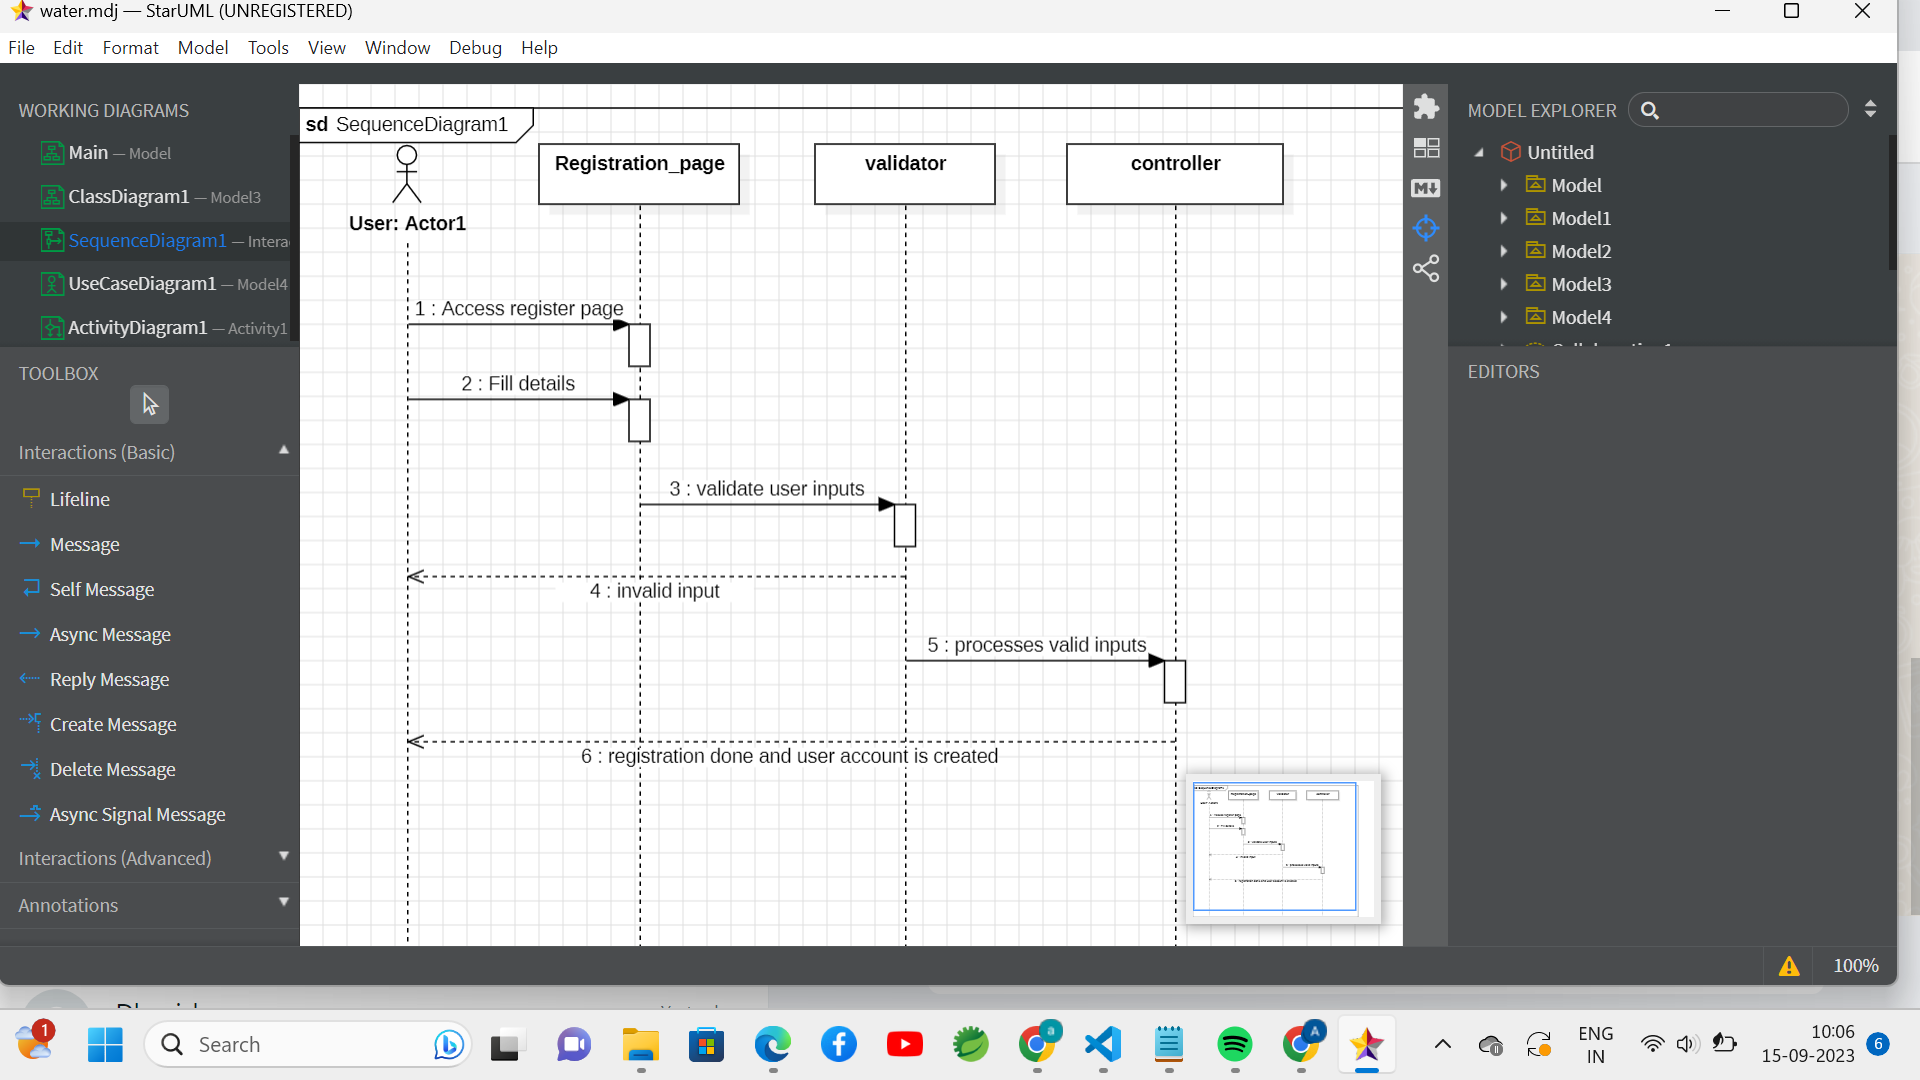 water.mdj — StarUML (UNREGISTERED)
File Edit Format Model Tools View Window Debug Help
WORKING DIAGRAMS
Main — Model
ClassDiagram1 — Model3
SequenceDiagram1 — Intera
UseCaseDiagram1 — Model4
ActivityDiagram1 — Activity1
TOOLBOX
Interactions (Basic)
Lifeline
Message
Self Message
Async Message
Reply Message
Create Message
Delete Message
Async Signal Message
Interactions (Advanced)
Annotations
sd SequenceDiagram1
User: Actor1
Registration_page
validator
controller
1 : Access register page
2 : Fill details
3 : validate user inputs
4 : invalid input
5 : processes valid inputs
6 : registration done and user account is created
M
MODEL EXPLORER
Untitled
Model
Model1
Model2
Model3
Model4
EDITORS
100%
1
Search
a
A
ENG
IN
10:06
15-09-2023
6